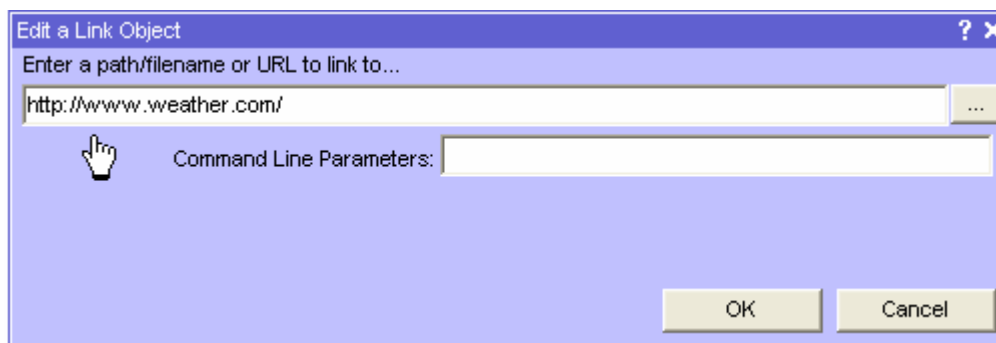 Edit a Link Object ? X
Enter a path/filename or URL to link to...
http://www.weather.com/ ...
Command Line Parameters:
OK Cancel